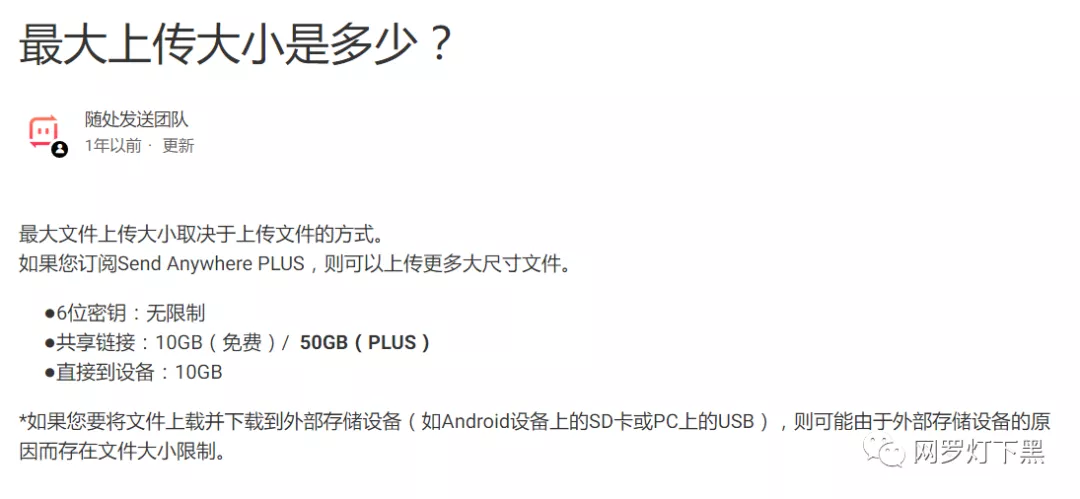 最大上传大小是多少？
随处发送团队
1年以前 · 更新
最大文件上传大小取决于上传文件的方式。
如果您订阅Send Anywhere PLUS，则可以上传更多大尺寸文件。
●6位密钥：无限制
●共享链接：10GB（免费）/ 50GB（PLUS）
●直接到设备：10GB
*如果您要将文件上载并下载到外部存储设备（如Android设备上的SD卡或PC上的USB），则可能由于外部存储设备的原
因而存在文件大小限制。
网罗灯下黑